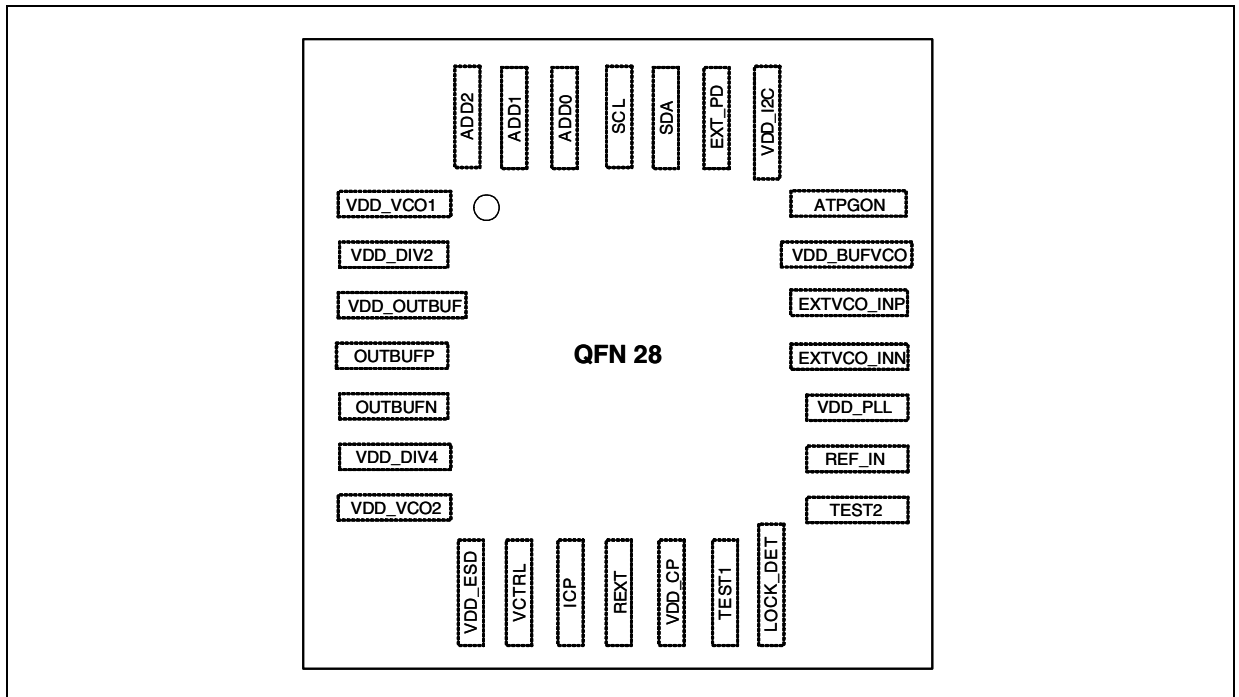 ADD2
ADD1
ADD0
SCL
SDA
EXT_PD
VDD_I2C
VDD_VCO1
VDD_DIV2
VDD_OUTBUF
OUTBUFP
OUTBUFN
VDD_DIV4
VDD_VCO2
QFN 28
ATPGON
VDD_BUFVCO
EXTVCO_INP
EXTVCO_INN
VDD_PLL
REF_IN
TEST2
VDD_ESD
VCTRL
ICP
REXT
VDD_CP
TEST1
LOCK_DET